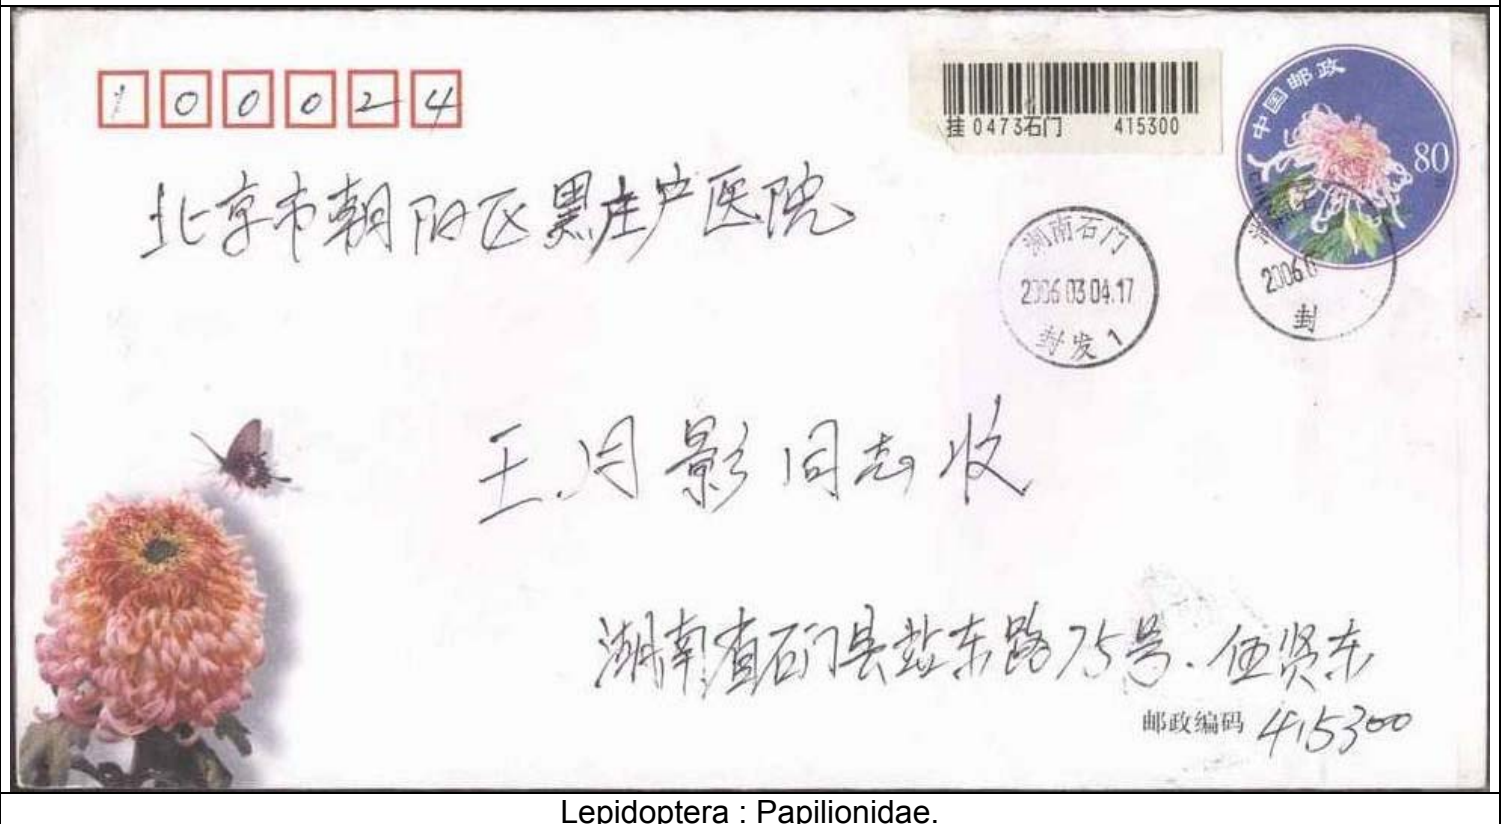 100024
挂 0473石门 415300
中国邮政
80
北京市朝阳区黑庄户医院
湖南石门
2006.03.04.17
封发 1
2006.0
封
王月影同志收
湖南省石门县站东路75号.伍贤东
邮政编码 415300
Lepidoptera : Papilionidae.